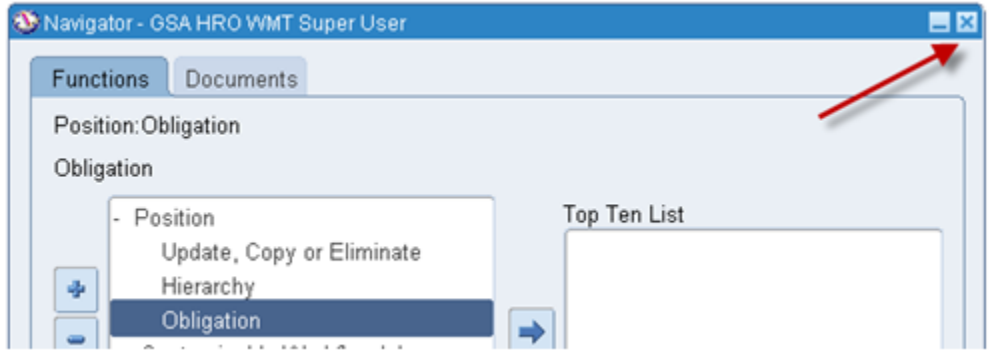 Navigator - GSA HRO WMT Super User
Functions Documents
Position:Obligation
Obligation
Top Ten List
- Position
Update, Copy or Eliminate
Hierarchy
Obligation